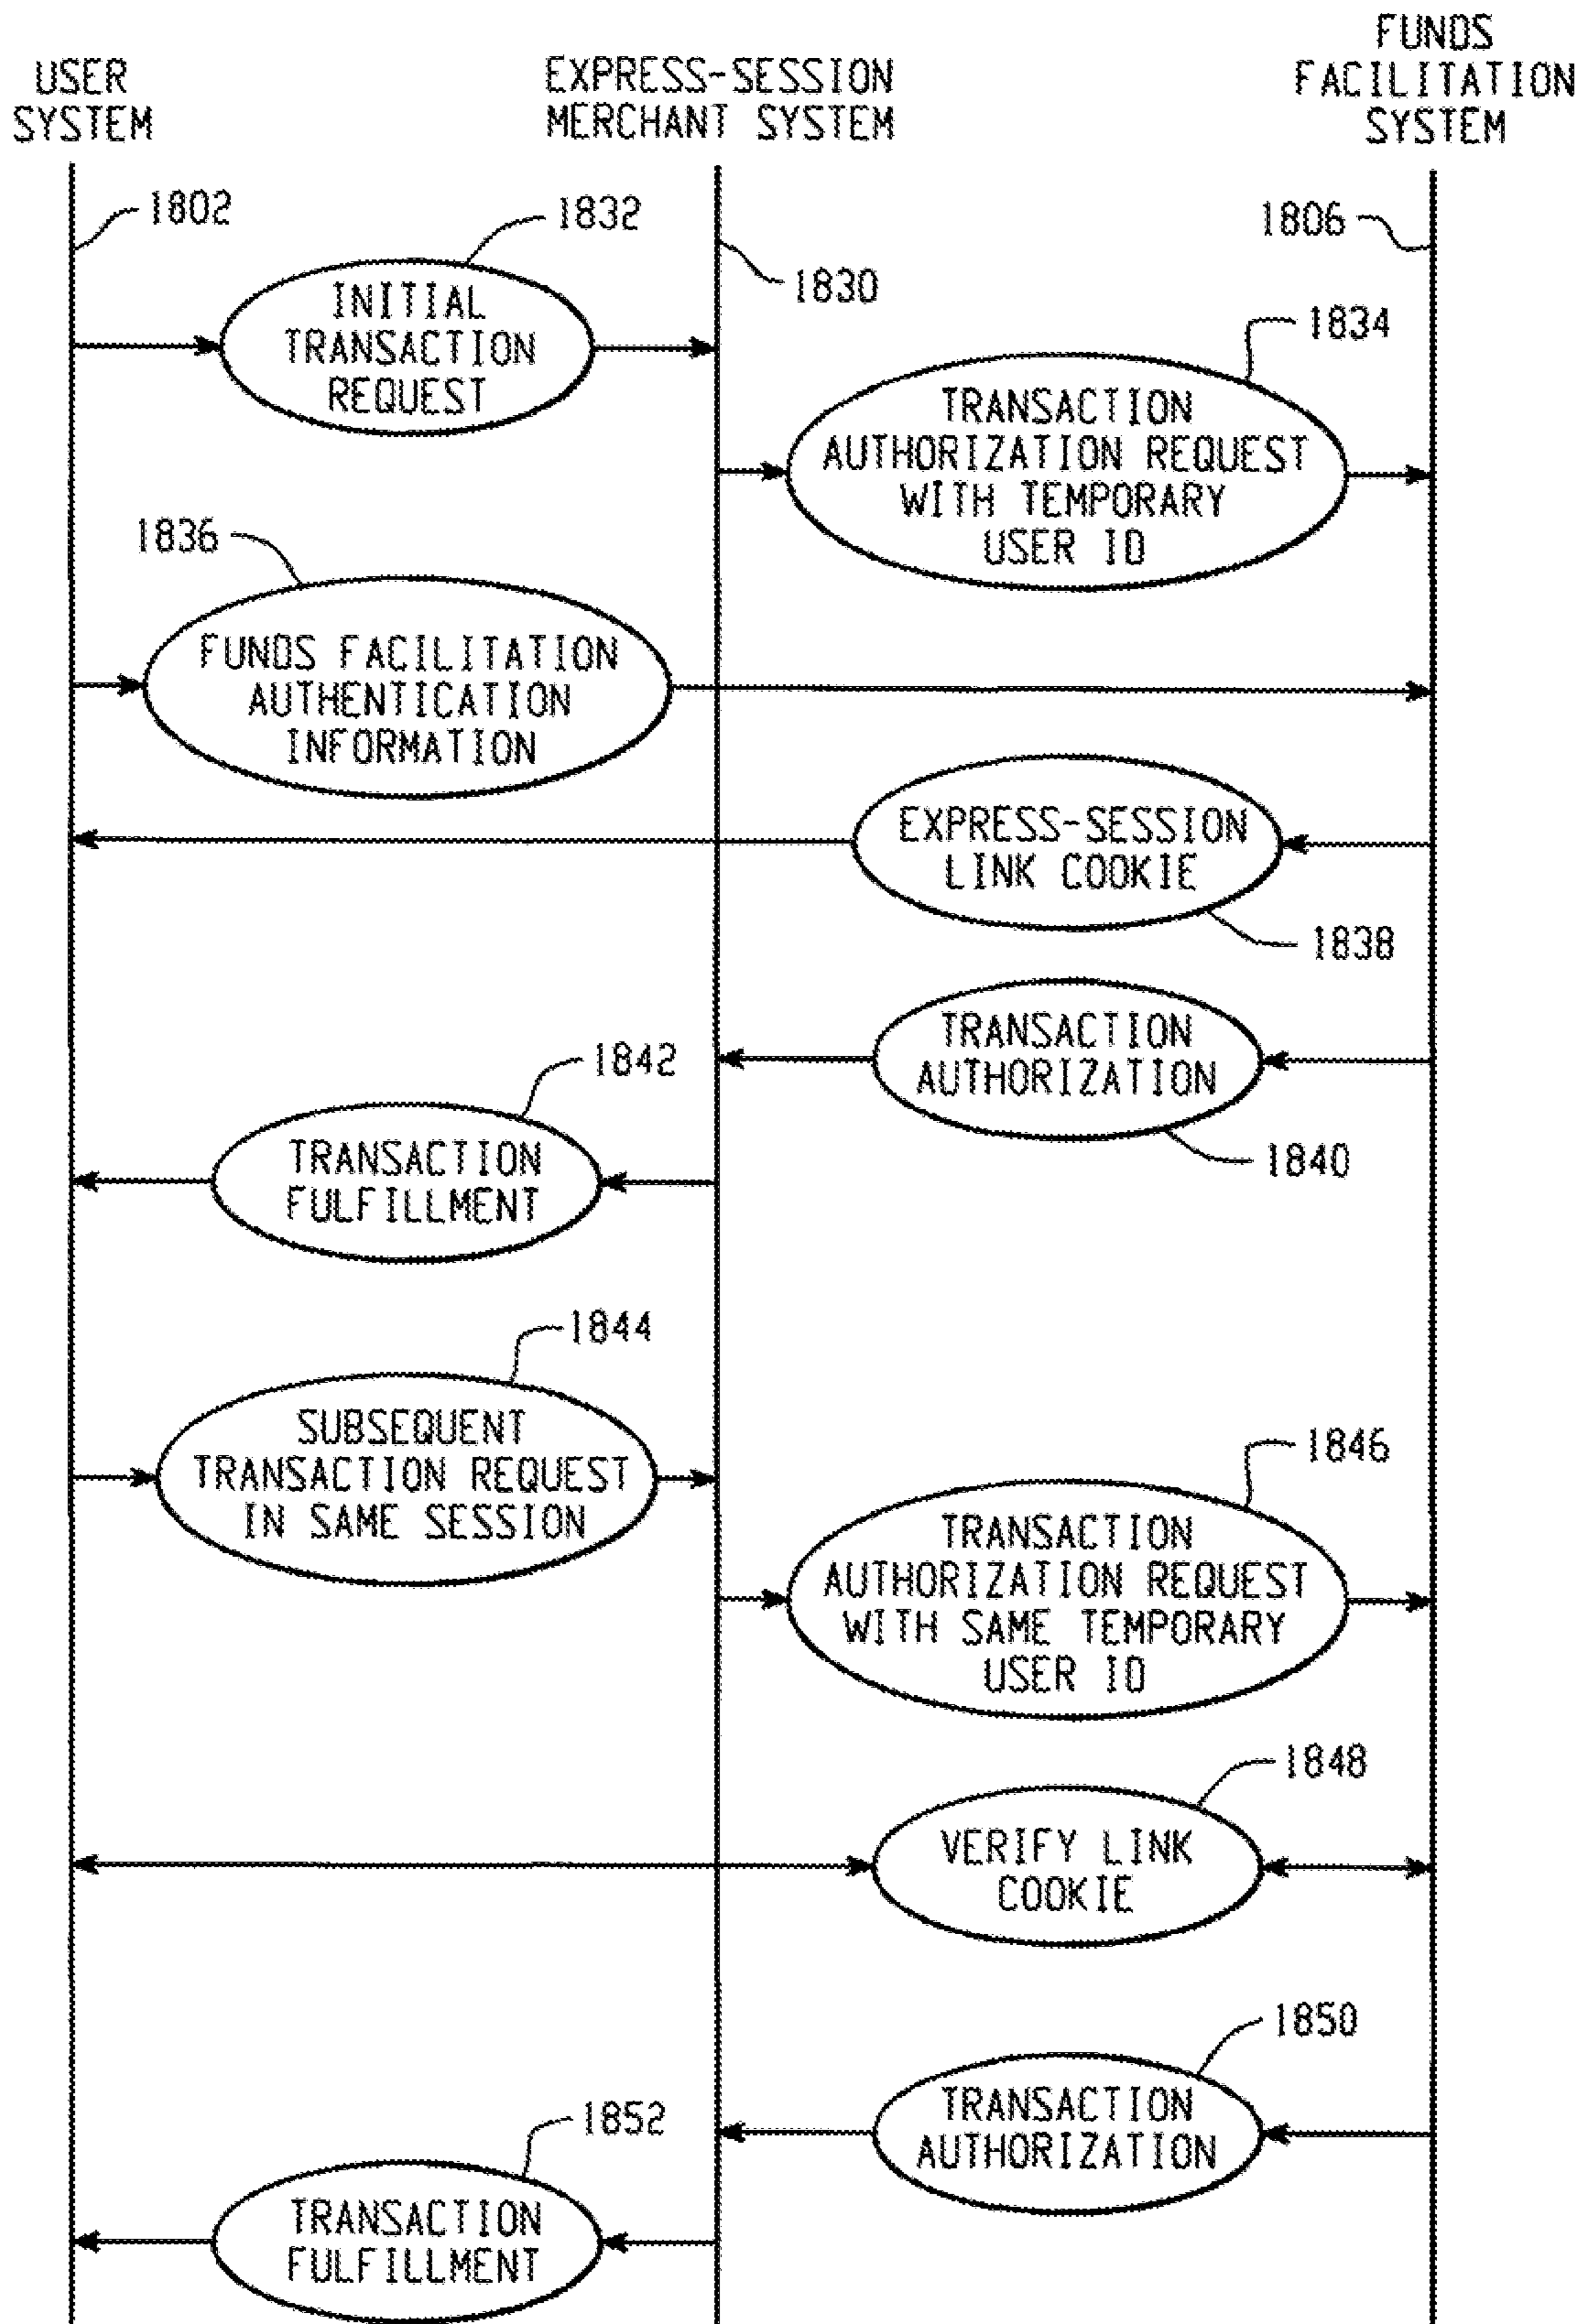 USER
SYSTEM
EXPRESS-SESSION
MERCHANT SYSTEM
FUNDS
FACILITATION
SYSTEM
1802
1832
1830
1806
INITIAL
TRANSACTION
REQUEST
1834
TRANSACTION
AUTHORIZATION REQUEST
WITH TEMPORARY
USER ID
1836
FUNDS FACILITATION
AUTHENTICATION
INFORMATION
EXPRESS-SESSION
LINK COOKIE
1838
TRANSACTION
AUTHORIZATION
1840
1842
TRANSACTION
FULFILLMENT
1844
SUBSEQUENT
TRANSACTION REQUEST
IN SAME SESSION
1846
TRANSACTION
AUTHORIZATION REQUEST
WITH SAME TEMPORARY
USER ID
1848
VERIFY LINK
COOKIE
1850
TRANSACTION
AUTHORIZATION
1852
TRANSACTION
FULFILLMENT